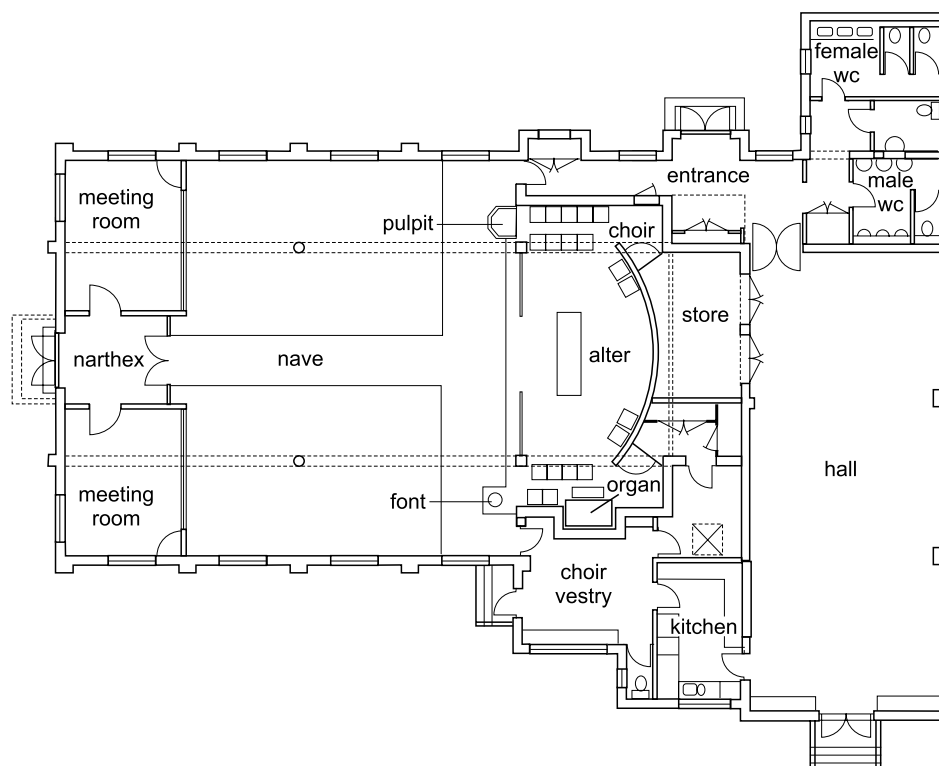 female
wc
meeting
room
entrance
male
wc
pulpit
choir
store
narthex
nave
alter
hall
meeting
room
font
organ
choir
vestry
kitchen